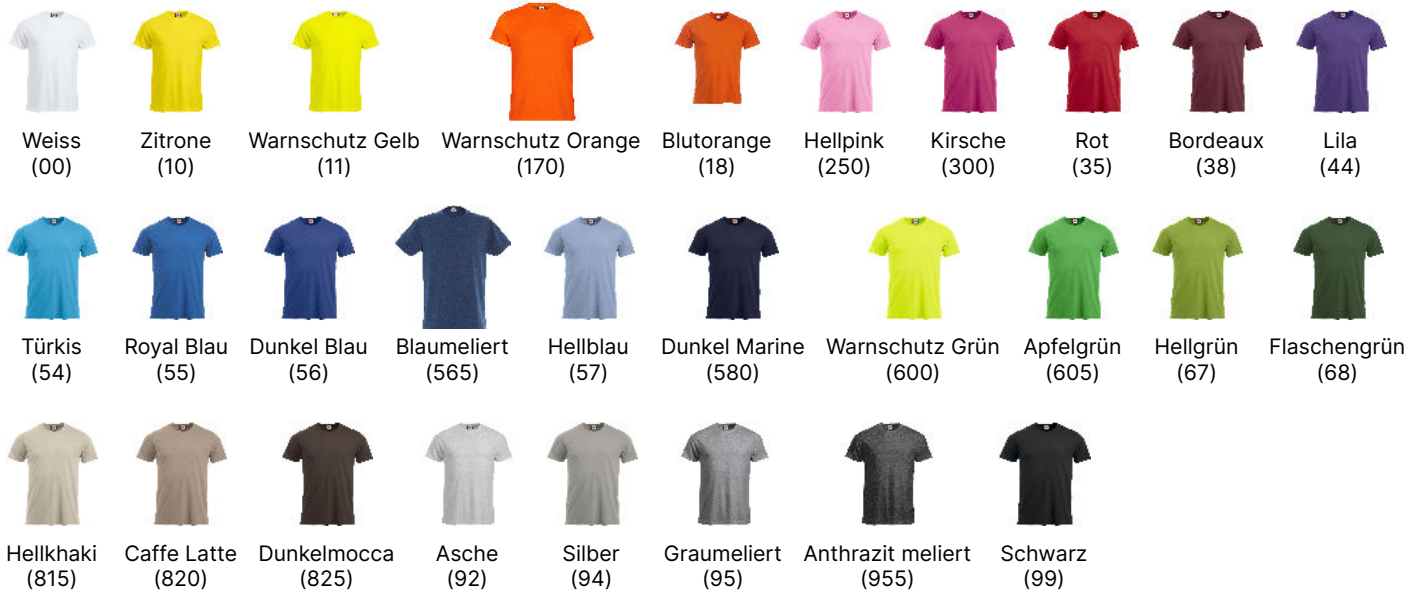 Weiss Zitrone Warnschutz Gelb Warnschutz Orange Blutorange Hellpink Kirsche Rot Bordeaux Lila
(00) (10) (11) (170) (18) (250) (300) (35) (38) (44)
Türkis Royal Blau Dunkel Blau Blaumeliert Hellblau Dunkel Marine Warnschutz Grün Apfelgrün Hellgrün Flaschengrün
(54) (55) (56) (565) (57) (580) (600) (605) (67) (68)
Hellkhaki Caffe Latte Dunkelmocca Asche Silber Graumeliert Anthrazit meliert Schwarz
(815) (820) (825) (92) (94) (95) (955) (99)